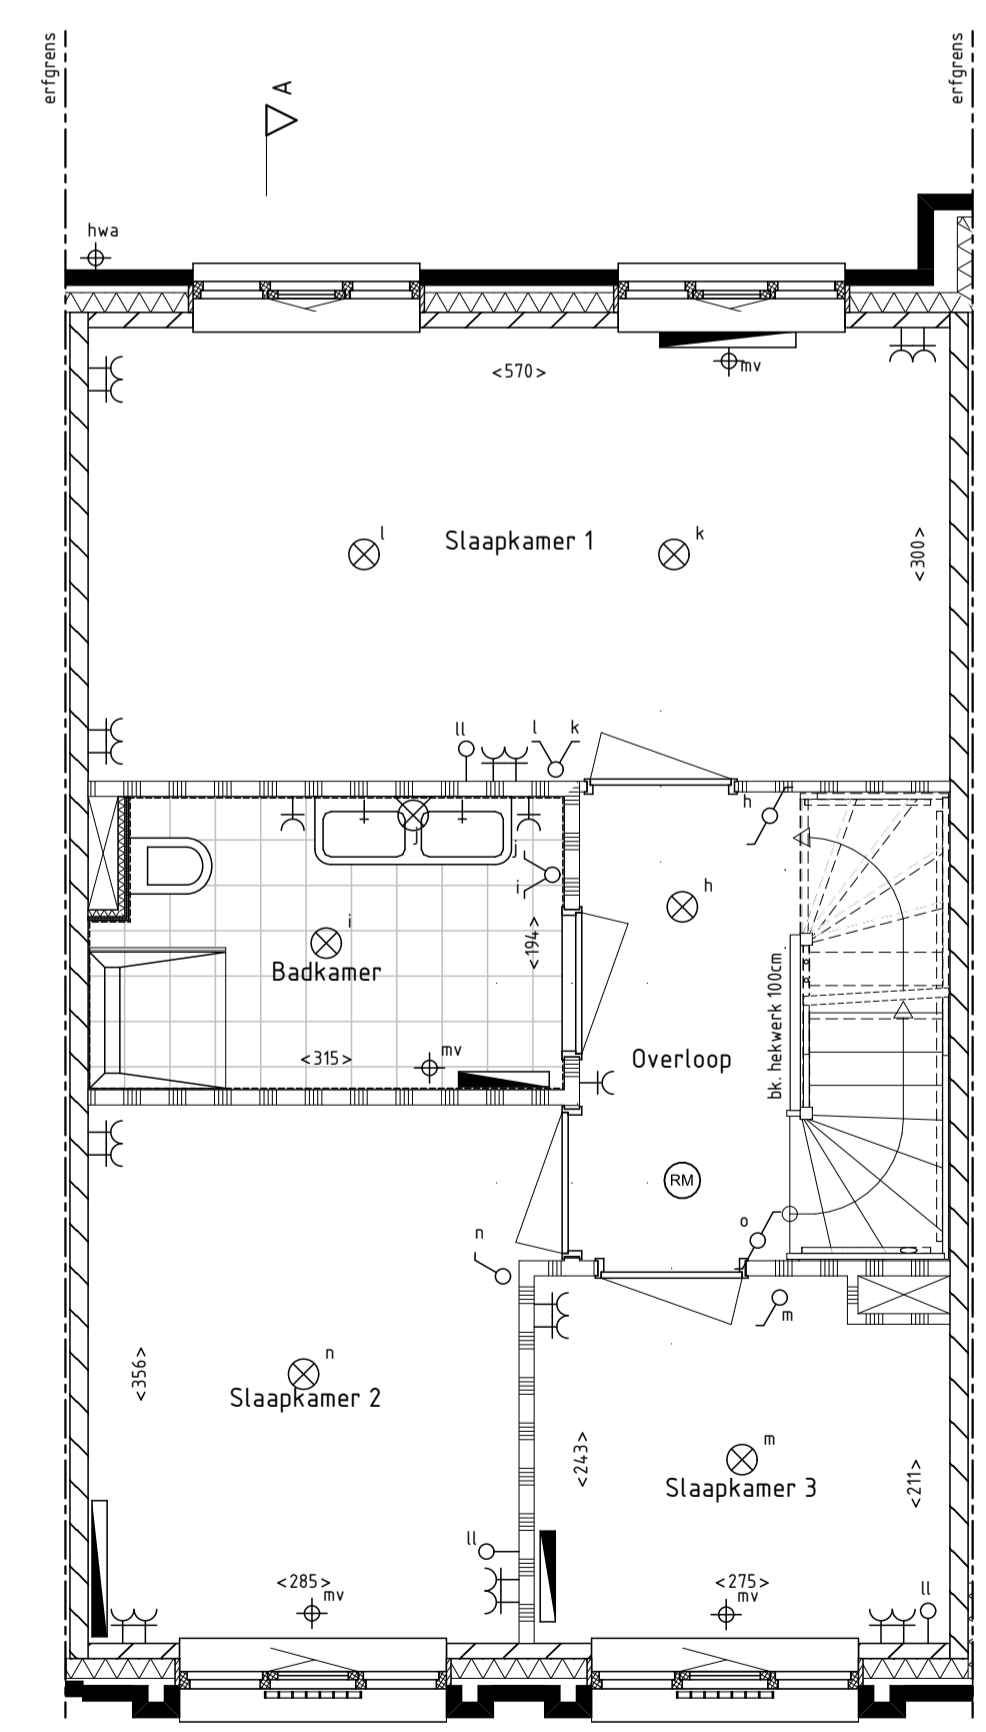 erfgrens
erfgrens
A
hwa
mv
<570>
l
Slaapkamer 1
k
<300>
ll
l
k
h
j
j
i
h
i
<194>
Badkamer
bk. hekwerk 100cm
<315>
mv
Overloop
RM
o
n
m
n
<356>
Slaapkamer 2
<243>
m
Slaapkamer 3
<211>
ll
<285>
mv
<275>
mv
ll